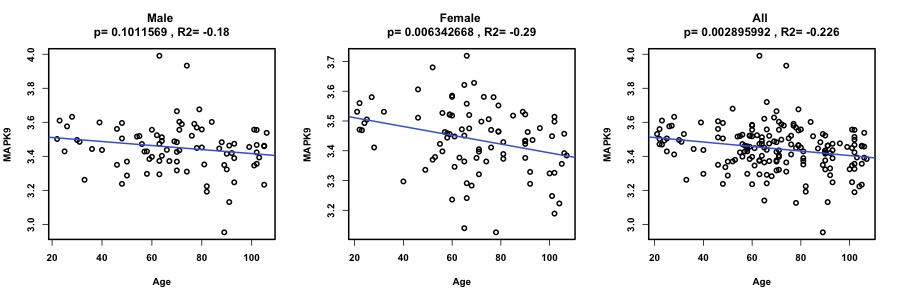 Male
p= 0.1011569 , R2= -0.18
MAPK9
4.0
3.8
3.6
3.4
3.2
3.0
20 40 60 80 100
Age
Female
p= 0.006342668 , R2= -0.29
MAPK9
3.7
3.6
3.5
3.4
3.3
3.2
20 40 60 80 100
Age
All
p= 0.002895992 , R2= -0.226
MAPK9
4.0
3.8
3.6
3.4
3.2
3.0
20 40 60 80 100
Age